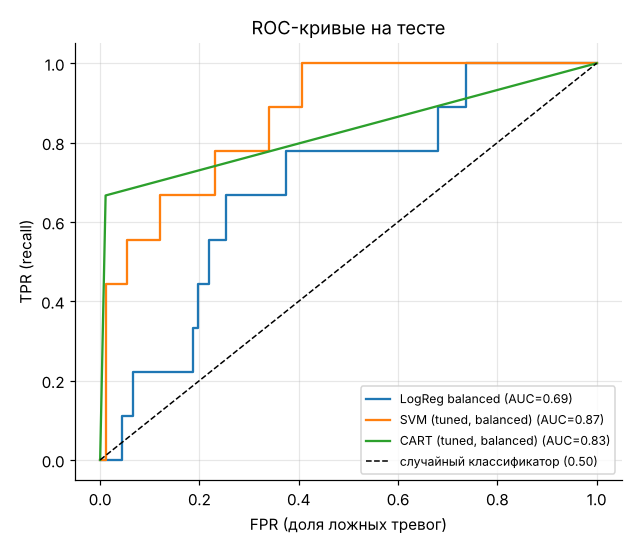 ROC-кривые на тесте
1.0
0.8
0.6
0.4
0.2
0.0
TPR (recall)
LogReg balanced (AUC=0.69)
SVM (tuned, balanced) (AUC=0.87)
CART (tuned, balanced) (AUC=0.83)
случайный классификатор (0.50)
0.0 0.2 0.4 0.6 0.8 1.0
FPR (доля ложных тревог)